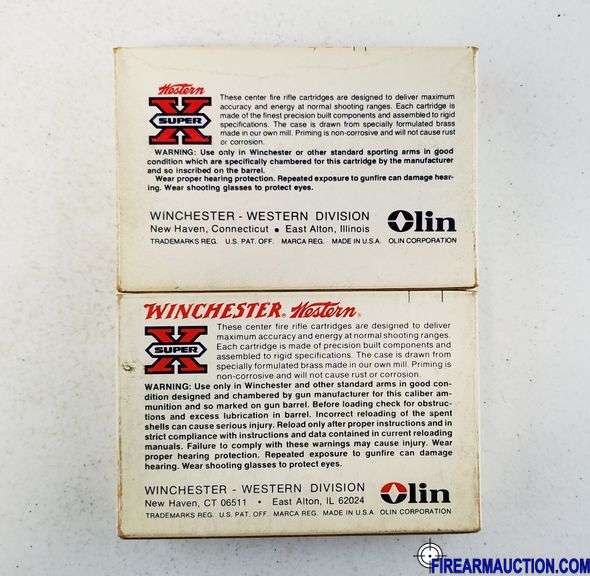 Western
SUPER X
These center fire rifle cartridges are designed to deliver maximum
accuracy and energy at normal shooting ranges. Each cartridge is
made of the finest precision built components and assembled to rigid
specifications. The case is drawn from specially formulated brass
made in our own mill. Priming is non-corrosive and will not cause rust
or corrosion.
WARNING: Use only in Winchester or other standard sporting arms in good
condition which are specifically chambered for this cartridge by the manufacturer
and so inscribed on the barrel.
Wear proper hearing protection. Repeated exposure to gunfire can damage hear-
ing. Wear shooting glasses to protect eyes.
WINCHESTER - WESTERN DIVISION
New Haven, Connecticut • East Alton, Illinois
Olin
TRADEMARKS REG. U.S. PAT. OFF. MARCA REG. MADE IN U.S.A. OLIN CORPORATION
WINCHESTER® Western®
SUPER X
These center fire rifle cartridges are designed to deliver
maximum accuracy and energy at normal shooting ranges.
Each cartridge is made of precision built components and
assembled to rigid specifications. The case is drawn from
specially formulated brass made in our own mill. Priming is
non-corrosive and will not cause rust or corrosion.
WARNING: Use only in Winchester and other standard arms in good con-
dition designed and chambered by gun manufacturer for this caliber am-
munition and so marked on gun barrel. Before loading check for obstruc-
tions and excess lubrication in barrel. Incorrect reloading of the spent
shells can cause serious injury. Reload only after proper instructions and in
strict compliance with instructions and data contained in current reloading
manuals. Failure to comply with these warnings may cause injury. Wear
proper hearing protection. Repeated exposure to gunfire can damage
hearing. Wear shooting glasses to protect eyes.
WINCHESTER - WESTERN DIVISION
New Haven, CT 06511 • East Alton, IL 62024
Olin
TRADEMARKS REG. U.S. PAT. OFF. MARCA REG. MADE IN U.S.A. OLIN CORPORATION
FIREARMAUCTION.COM